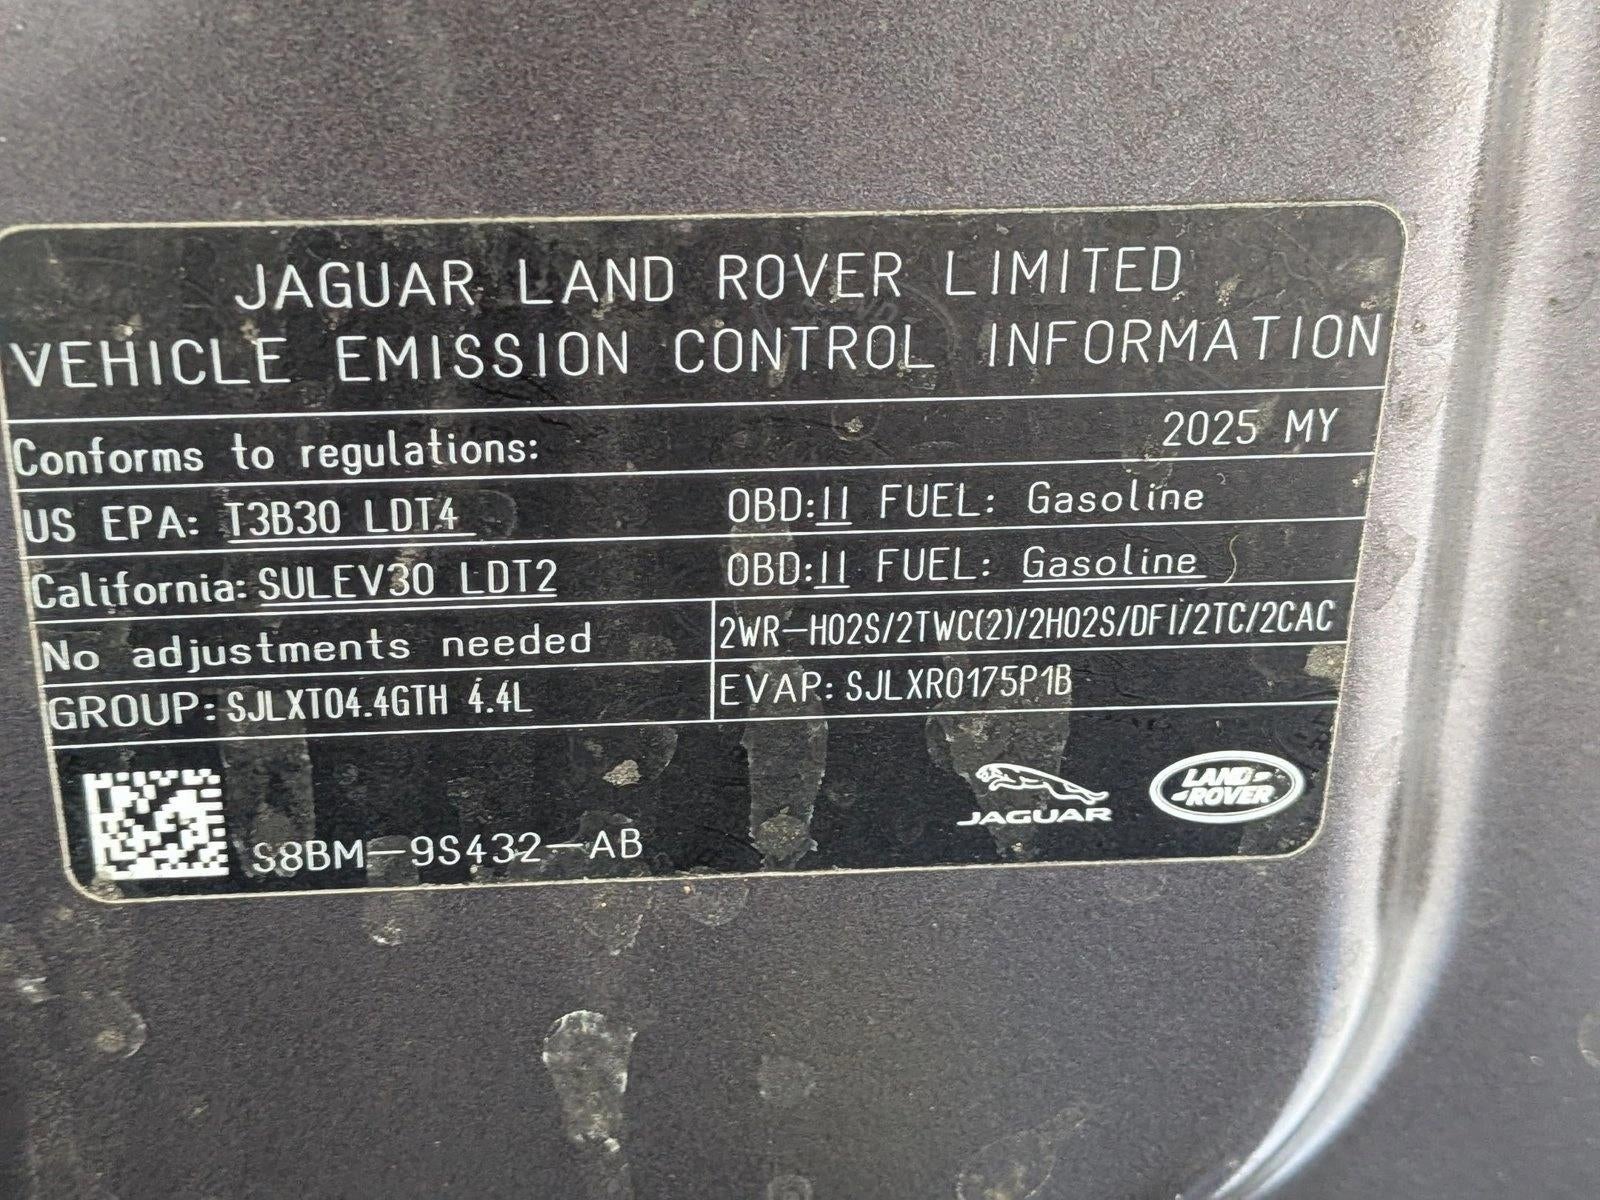 JAGUAR LAND ROVER LIMITED
VEHICLE EMISSION CONTROL INFORMATION
Conforms to regulations: 2025 MY
US EPA: T3B30 LDT4 OBD:II FUEL: Gasoline
California: SULEV30 LDT2 OBD:II FUEL: Gasoline
No adjustments needed 2WR-HO2S/2TWC(2)/2HO2S/DFI/2TC/2CAC
GROUP: SJLXT04.4GTH 4.4L EVAP: SJLXR0175P1B
S8BM-9S432-AB
JAGUAR
LAND-
-ROVER